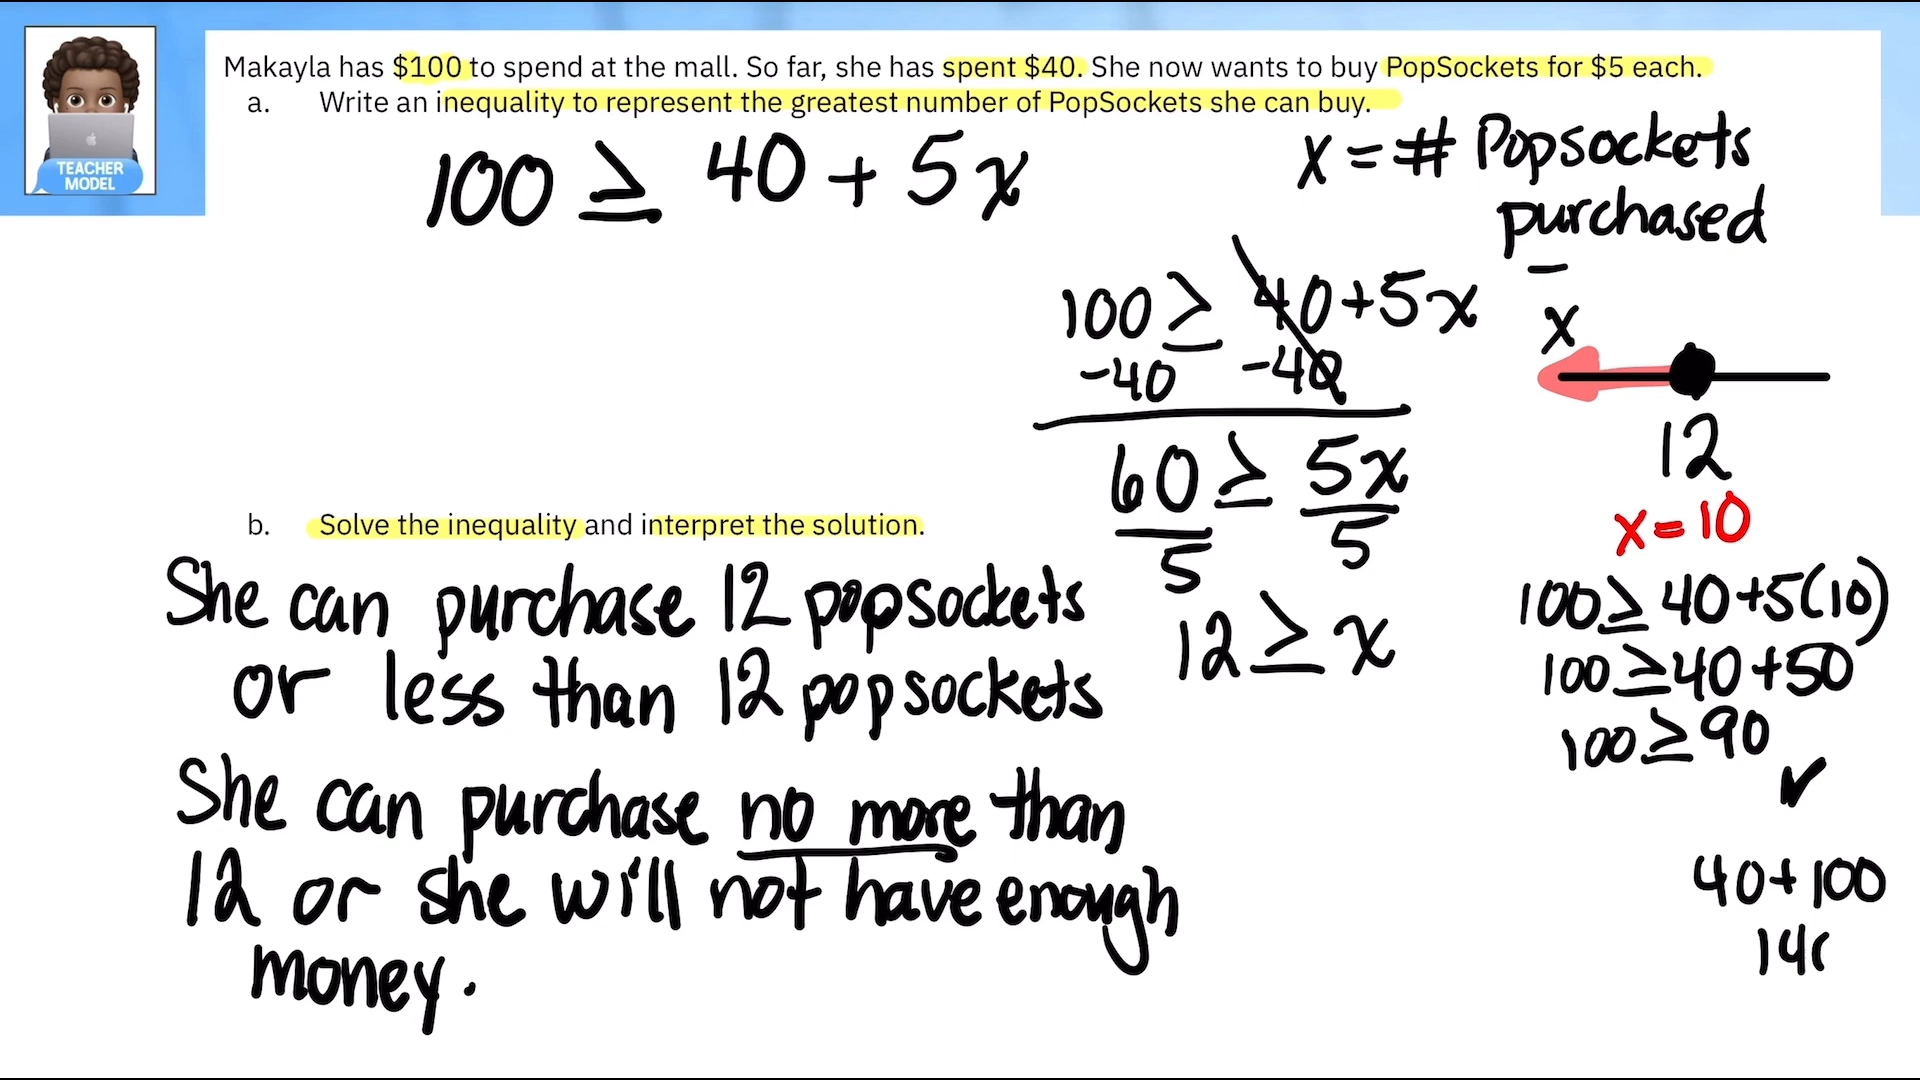 Makayla has $100 to spend at the mall. So far, she has spent $40. She now wants to buy PopSockets for $5 each.
a. Write an inequality to represent the greatest number of PopSockets she can buy.
TEACHER
MODEL
100 ≥ 40 + 5x
x = # Popsockets
purchased
100 ≥ 40+5x
-40 -40
60 ≥ 5x
5 5
12 ≥ x
x
12
x=10
100 ≥ 40+5(10)
100 ≥ 40+50
100 ≥ 90
✓
40+100
b. Solve the inequality and interpret the solution.
She can purchase 12 popsockets
or less than 12 popsockets
She can purchase no more than
12 or she will not have enough
money.